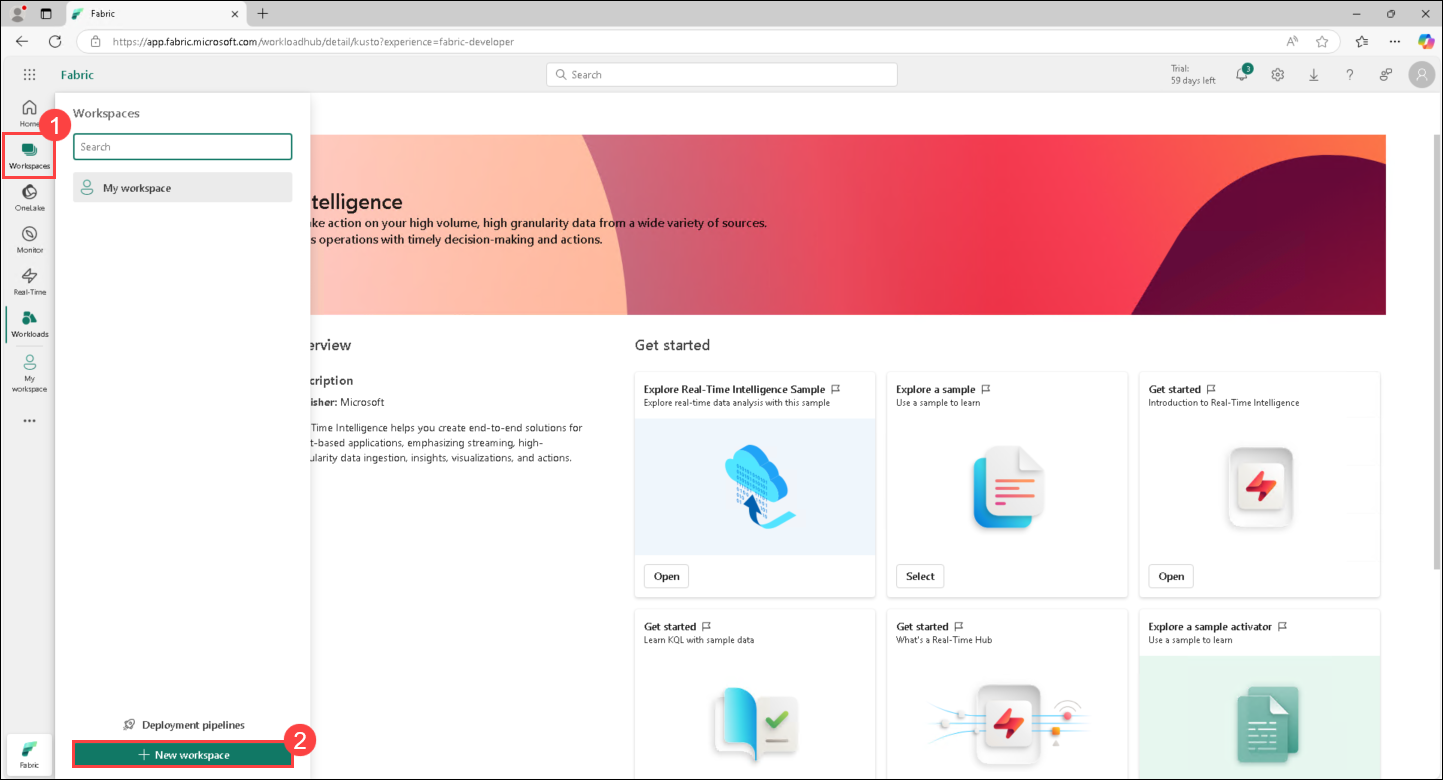 Fabric
https://app.fabric.microsoft.com/workloadhub/detail/kusto?experience=fabric-developer
Fabric
Search
Trial:
59 days left
3
Home
1
Workspaces
OneLake
Monitor
Real-Time
Workloads
My
workspace
Fabric
Workspaces
Search
My workspace
Deployment pipelines
New workspace
2
telligence
ke action on your high volume, high granularity data from a wide variety of sources.
s operations with timely decision-making and actions.
erview
cription
isher: Microsoft
Time Intelligence helps you create end-to-end solutions for
t-based applications, emphasizing streaming, high-
ularity data ingestion, insights, visualizations, and actions.
Get started
Explore Real-Time Intelligence Sample
Explore real-time data analysis with this sample
Open
Explore a sample
Use a sample to learn
Select
Get started
Introduction to Real-Time Intelligence
Open
Get started
Learn KQL with sample data
Get started
What's a Real-Time Hub
Explore a sample activator
Use a sample to learn